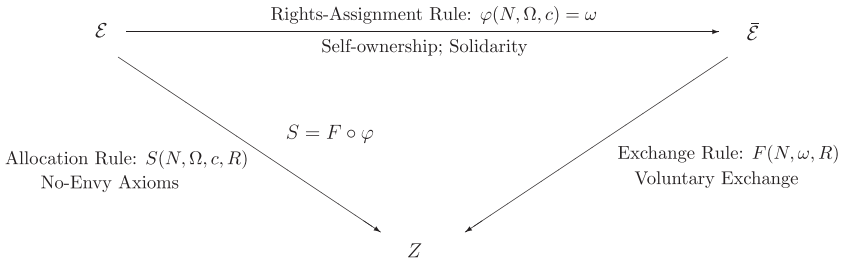 Rights-Assignment Rule: φ(N, Ω, c) = ω
ℰ
ℰ̄
Self-ownership; Solidarity
S = F ∘ φ
Allocation Rule: S(N, Ω, c, R)
No-Envy Axioms
Exchange Rule: F(N, ω, R)
Voluntary Exchange
Z